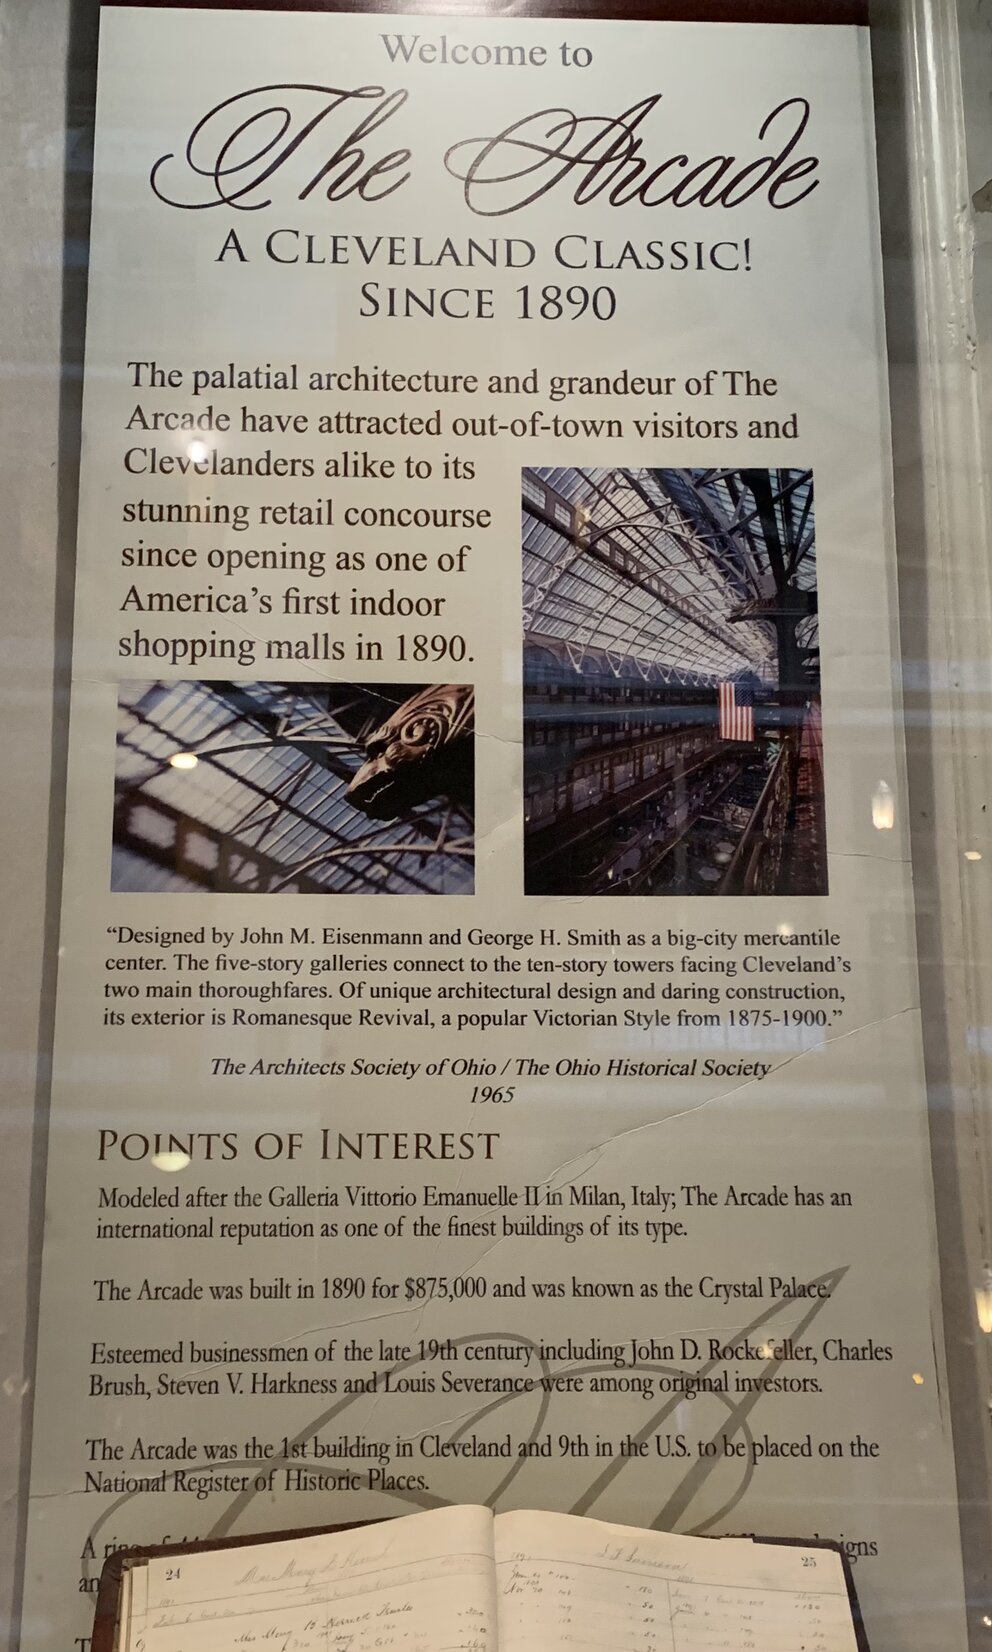 Welcome to
The Arcade
A CLEVELAND CLASSIC!
SINCE 1890
The palatial architecture and grandeur of The
Arcade have attracted out-of-town visitors and
Clevelanders alike to its
stunning retail concourse
since opening as one of
America's first indoor
shopping malls in 1890.
“Designed by John M. Eisenmann and George H. Smith as a big-city mercantile
center. The five-story galleries connect to the ten-story towers facing Cleveland's
two main thoroughfares. Of unique architectural design and daring construction,
its exterior is Romanesque Revival, a popular Victorian Style from 1875-1900.”
The Architects Society of Ohio / The Ohio Historical Society
1965
POINTS OF INTEREST
Modeled after the Galleria Vittorio Emanuelle II in Milan, Italy; The Arcade has an
international reputation as one of the finest buildings of its type.
The Arcade was built in 1890 for $875,000 and was known as the Crystal Palace.
Esteemed businessmen of the late 19th century including John D. Rockefeller, Charles
Brush, Steven V. Harkness and Louis Severance were among original investors.
The Arcade was the 1st building in Cleveland and 9th in the U.S. to be placed on the
National Register of Historic Places.
A
24
25